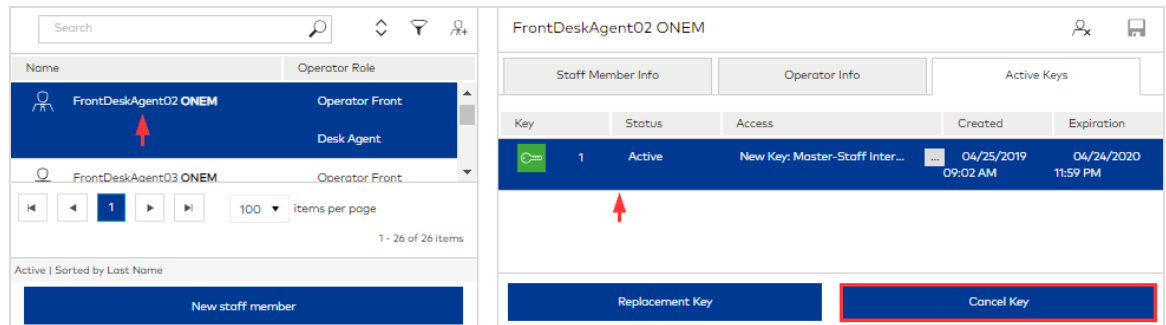 Search
Name
Operator Role
FrontDeskAgent02 ONEM
Operator Front
Desk Agent
FrontDeskAgent03 ONEM
Operator Front
1
100
items per page
1 - 26 of 26 items
Active | Sorted by Last Name
New staff member
FrontDeskAgent02 ONEM
Staff Member Info
Operator Info
Active Keys
Key
Status
Access
Created
Expiration
1
Active
New Key: Master-Staff Inter...
...
04/25/2019
09:02 AM
04/24/2020
11:59 PM
Replacement Key
Cancel Key